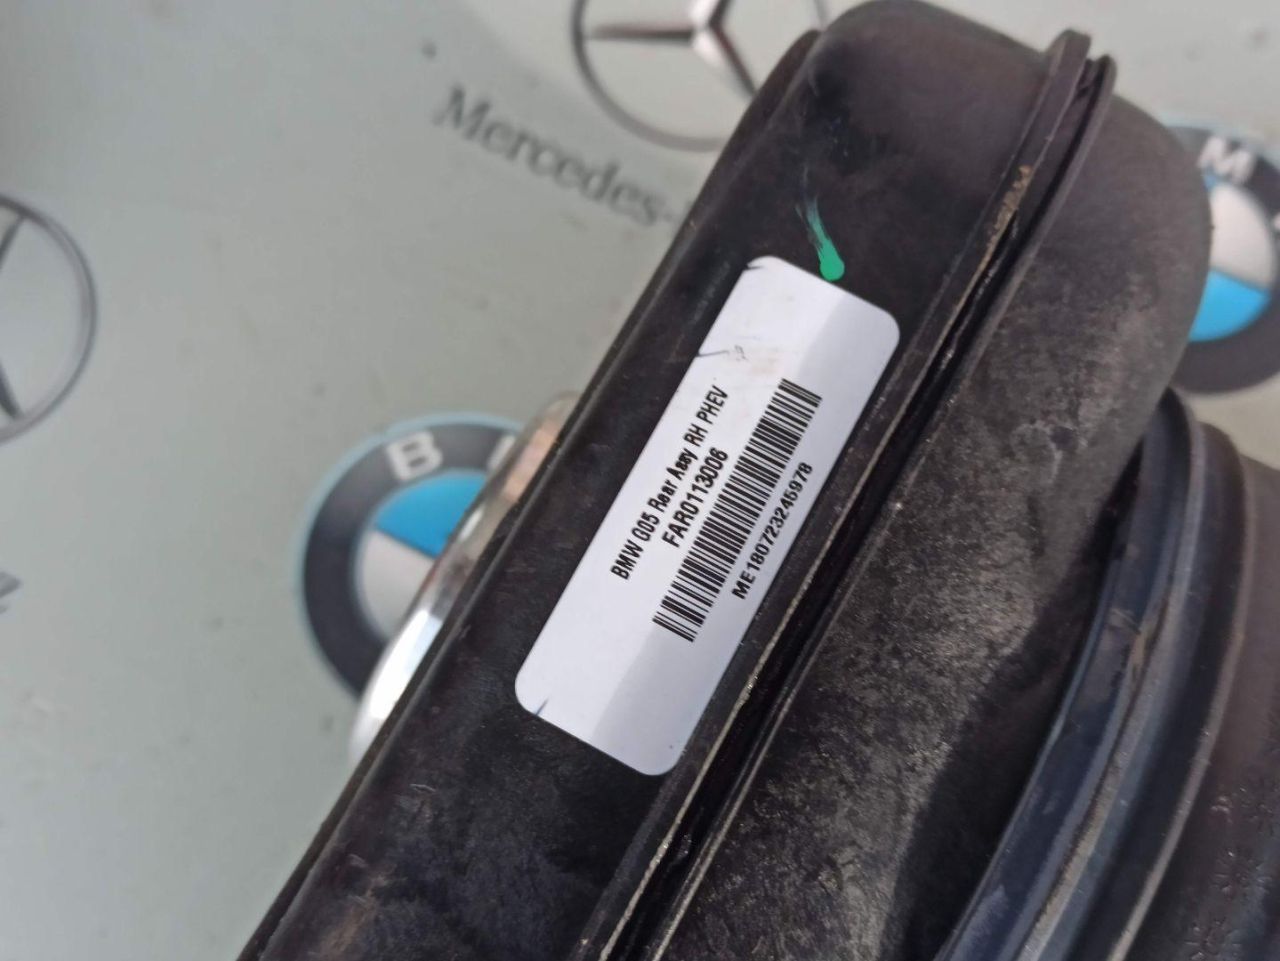 Mercedes-
B
M
BMW G05 Rear Assy RH PHEV
FAR0113006
ME180723245978